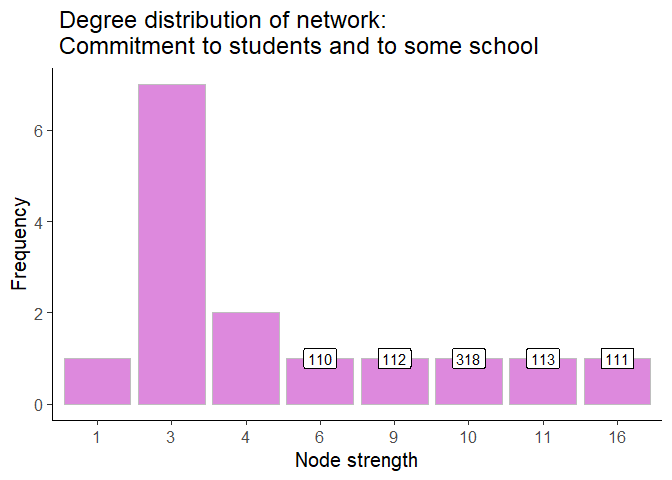 Degree distribution of network:
Commitment to students and to some school
Frequency
6
4
2
0
110 112 318 113 111
1 3 4 6 9 10 11 16
Node strength